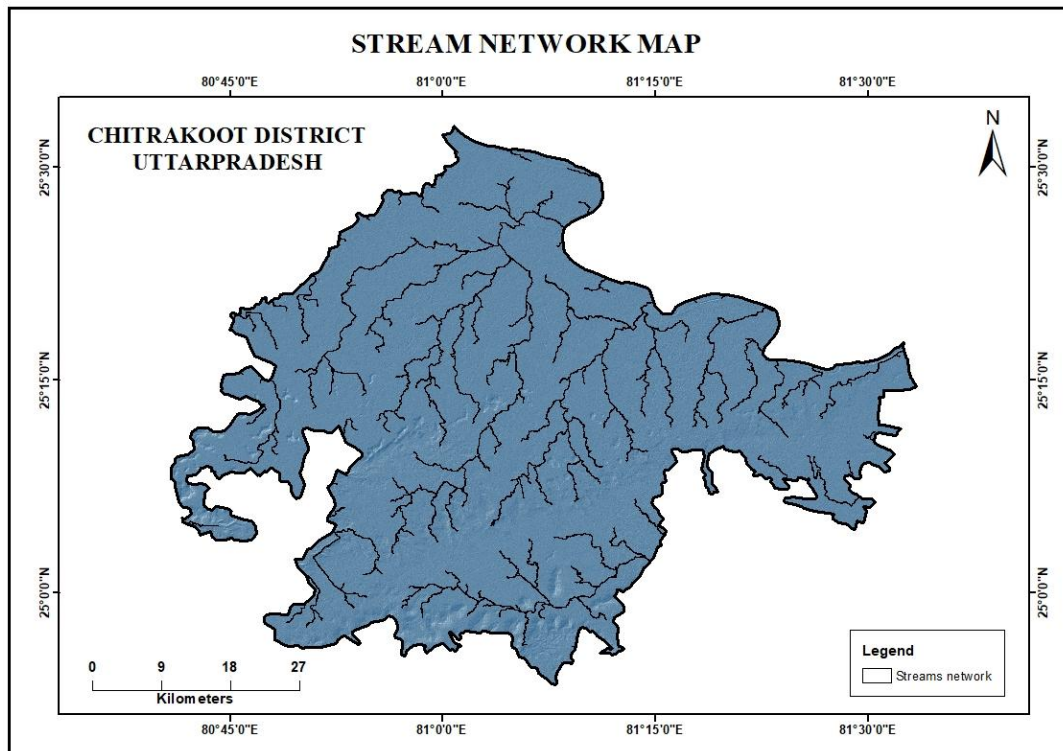 STREAM NETWORK MAP
80°45'0"E 81°0'0"E 81°15'0"E 81°30'0"E
CHITRAKOOT DISTRICT
UTTARPRADESH
N
25°30'0"N 25°30'0"N
25°15'0"N 25°15'0"N
25°0'0"N 25°0'0"N
Legend
Streams network
0 9 18 27
Kilometers
80°45'0"E 81°0'0"E 81°15'0"E 81°30'0"E